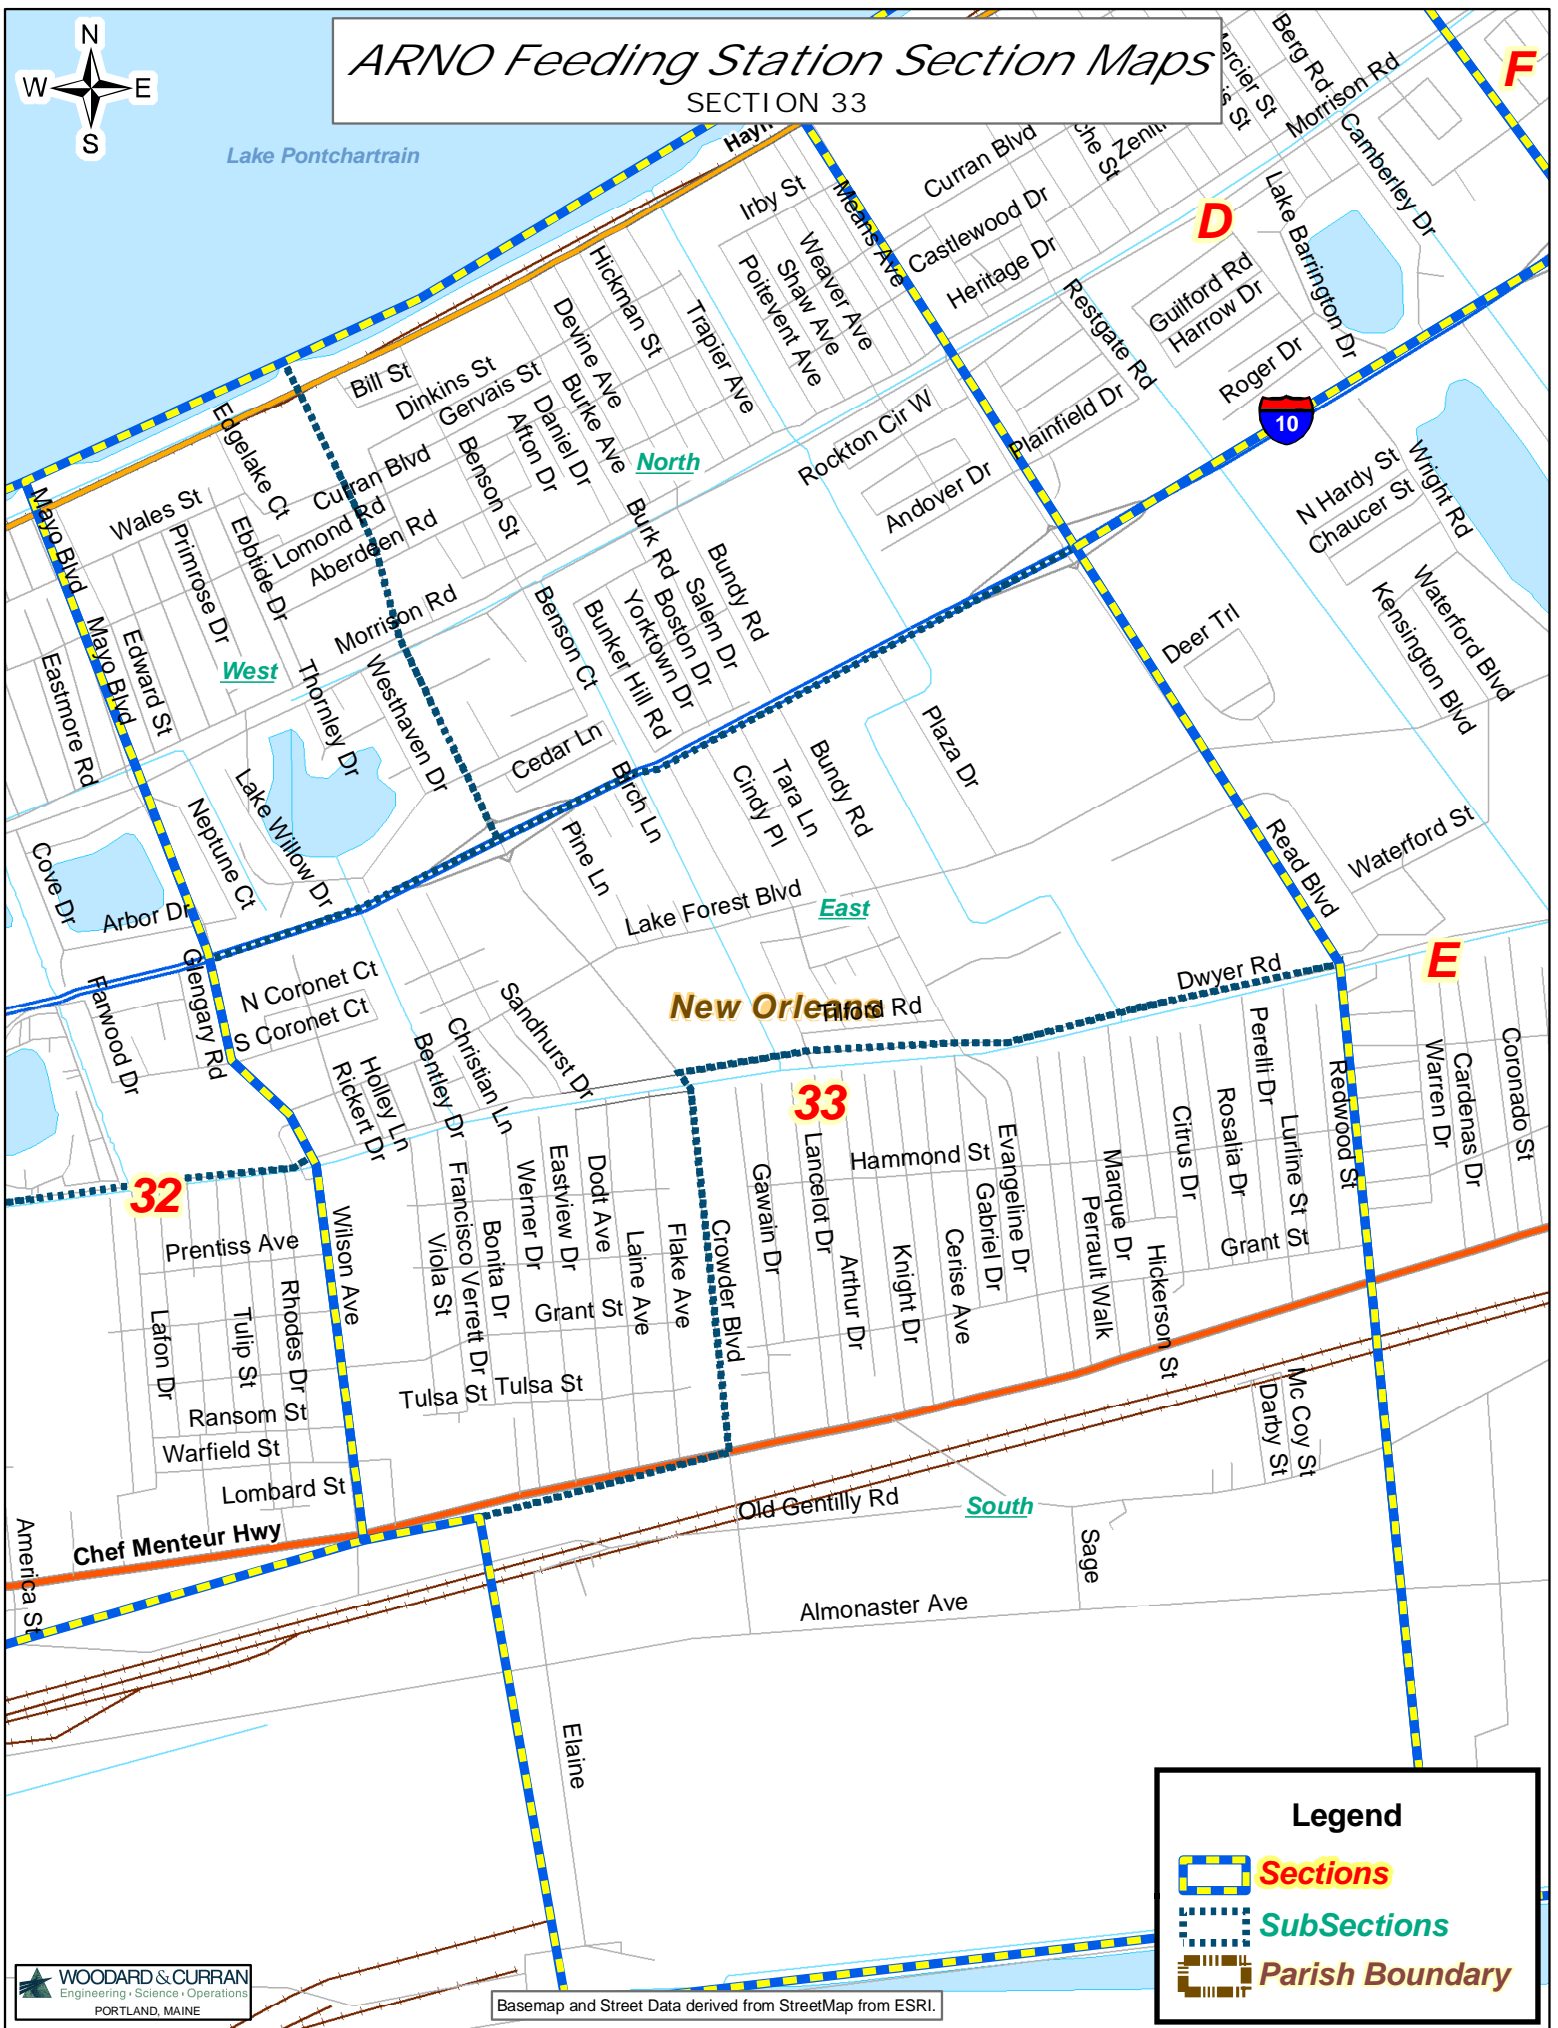 ARNO Feeding Station Section Maps
SECTION 33
N
W
E
S
Lake Pontchartrain
F
D
E
32
33
North
West
East
South
New Orleans
10
Berg Rd
Morrison Rd
Camberley Dr
Curran Blvd
Castlewood Dr
Heritage Dr
Lake Barrington Dr
Guilford Rd
Harrow Dr
Roger Dr
Restgate Rd
Plainfield Dr
Means Ave
Irby St
Weaver Ave
Shaw Ave
Poitevent Ave
Hickman St
Trapier Ave
Devine Ave
Burke Ave
Bill St
Dinkins St
Gervais St
Daniel Dr
Afton Dr
Benson St
Curran Blvd
Lomond Rd
Aberdeen Rd
Edgelake Ct
Wales St
Ebbtide Dr
Primrose Dr
Mayo Blvd
Mayo Blvd
Edward St
Eastmore Rd
Morrison Rd
Thornley Dr
Westhaven Dr
Rockton Cir W
Andover Dr
Burk Rd
Bundy Rd
Salem Dr
Boston Dr
Yorktown Dr
Bunker Hill Rd
Benson Ct
Cedar Ln
N Hardy St
Chaucer St
Wright Rd
Waterford Blvd
Kensington Blvd
Deer Trl
Plaza Dr
Bundy Rd
Tara Ln
Cindy Pl
Birch Ln
Pine Ln
Lake Forest Blvd
Lake Willow Dr
Neptune Ct
Cove Dr
Arbor Dr
Farwood Dr
Glengary Rd
N Coronet Ct
S Coronet Ct
Read Blvd
Waterford St
Dwyer Rd
Tilford Rd
Sandhurst Dr
Christian Ln
Bentley Dr
Holley Ln
Rickert Dr
Perelli Dr
Redwood St
Lurline St
Rosalia Dr
Citrus Dr
Warren Dr
Cardenas Dr
Coronado St
Hammond St
Evangeline Dr
Gabriel Dr
Marque Dr
Perrault Walk
Hickerson St
Grant St
Lancelot Dr
Gawain Dr
Arthur Dr
Knight Dr
Cerise Ave
Crowder Blvd
Flake Ave
Laine Ave
Dodt Ave
Eastview Dr
Werner Dr
Bonita Dr
Francisco Verrett Dr
Viola St
Grant St
Tulsa St
Tulsa St
Wilson Ave
Prentiss Ave
Rhodes Dr
Tulip St
Lafon Dr
Ransom St
Warfield St
Lombard St
Chef Menteur Hwy
America St
Old Gentilly Rd
Mc Coy St
Darby St
Sage
Almonaster Ave
Elaine
Legend
Sections
SubSections
Parish Boundary
WOODARD & CURRAN
Engineering • Science • Operations
PORTLAND, MAINE
Basemap and Street Data derived from StreetMap from ESRI.